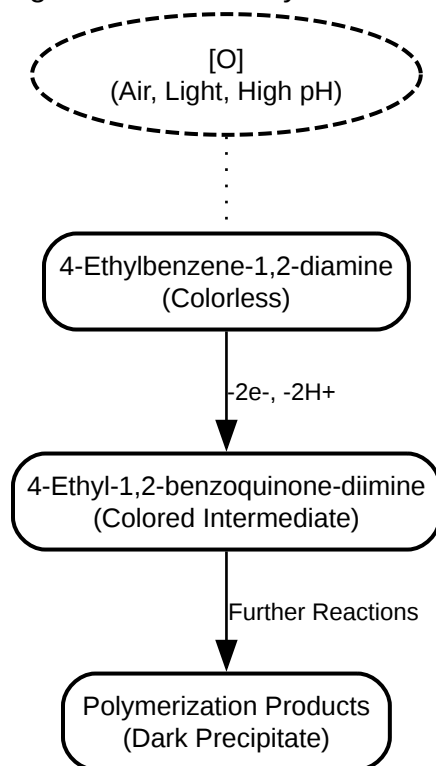 [O]
(Air, Light, High pH)
4-Ethylbenzene-1,2-diamine
(Colorless)
-2e-, -2H+
4-Ethyl-1,2-benzoquinone-diimine
(Colored Intermediate)
Further Reactions
Polymerization Products
(Dark Precipitate)